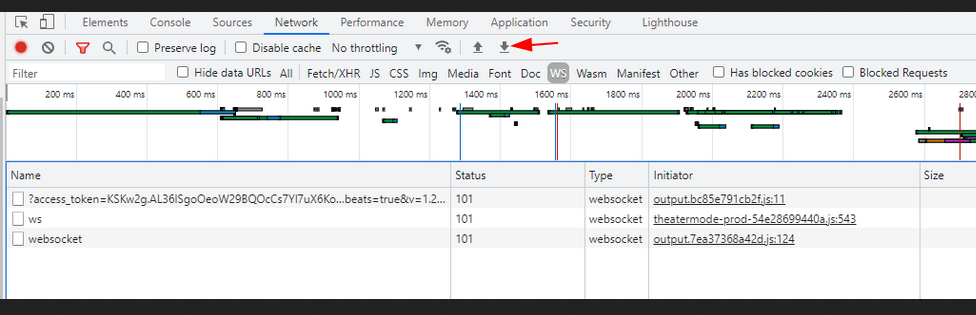 Elements Console Sources Network Performance Memory Application Security Lighthouse
Preserve log Disable cache No throttling
Filter Hide data URLs All Fetch/XHR JS CSS Img Media Font Doc WS Wasm Manifest Other Has blocked cookies Blocked Requests
200 ms 400 ms 600 ms 800 ms 1000 ms 1200 ms 1400 ms 1600 ms 1800 ms 2000 ms 2200 ms 2400 ms 2600 ms 2800
Name Status Type Initiator Size
?access_token=KSKw2g.AL36ISgoOeoW29BQOcCs7YI7uX6Ko...beats=true&v=1.2... 101 websocket output.bc85e791cb2f.js:11
ws 101 websocket theatermode-prod-54e28699440a.js:543
websocket 101 websocket output.7ea37368a42d.js:124